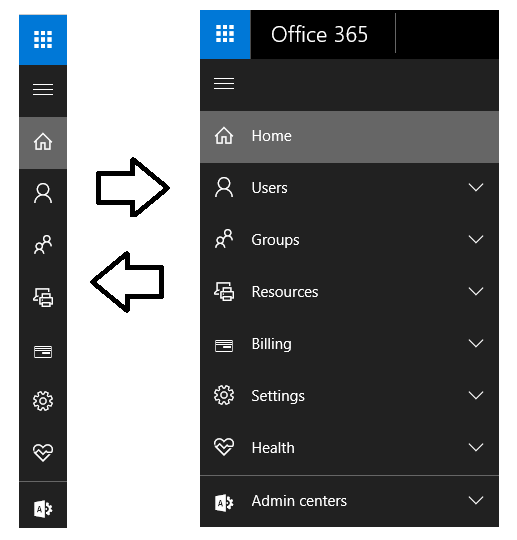 Office 365
Home
Users
Groups
Resources
Billing
Settings
Health
Admin centers